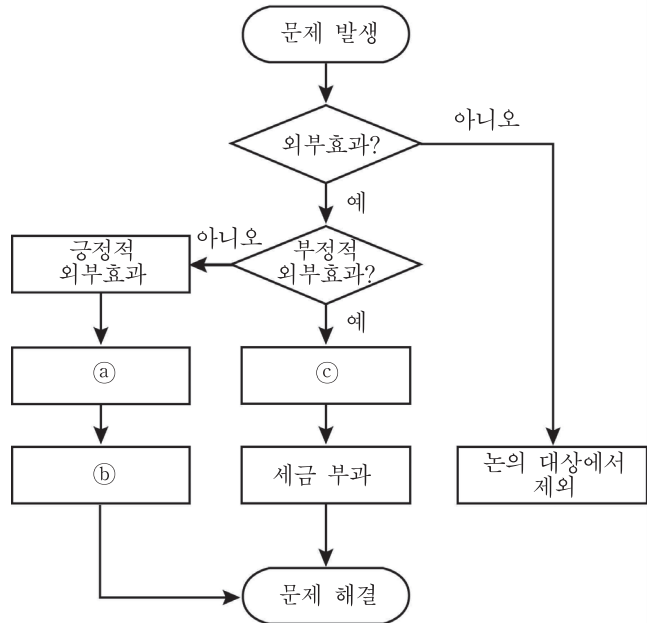 문제 발생
외부효과?
아니오
예
부정적
외부효과?
아니오
긍정적
외부효과
예
ⓐ
ⓒ
ⓑ
세금 부과
논의 대상에서
제외
문제 해결